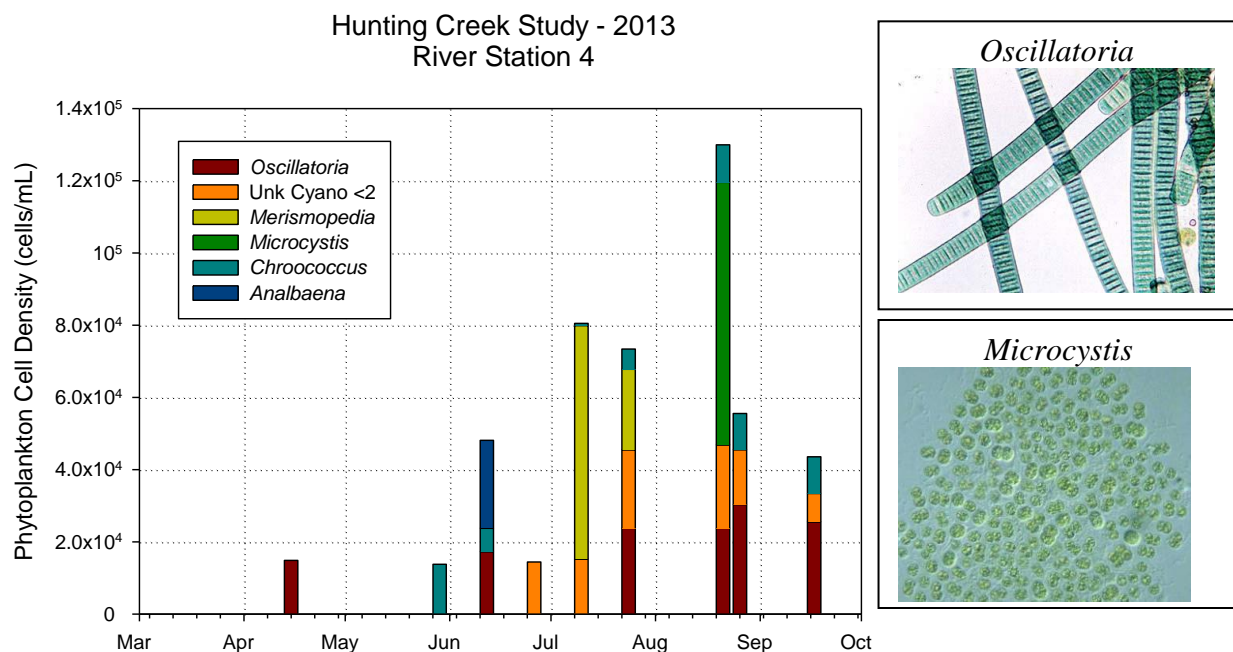 Hunting Creek Study - 2013
River Station 4
Phytoplankton Cell Density (cells/mL)
1.4x10⁵
1.2x10⁵
10⁵
8.0x10⁴
6.0x10⁴
4.0x10⁴
2.0x10⁴
0
Oscillatoria
Unk Cyano <2
Merismopedia
Microcystis
Chroococcus
Analbaena
Mar Apr May Jun Jul Aug Sep Oct
Oscillatoria
Microcystis